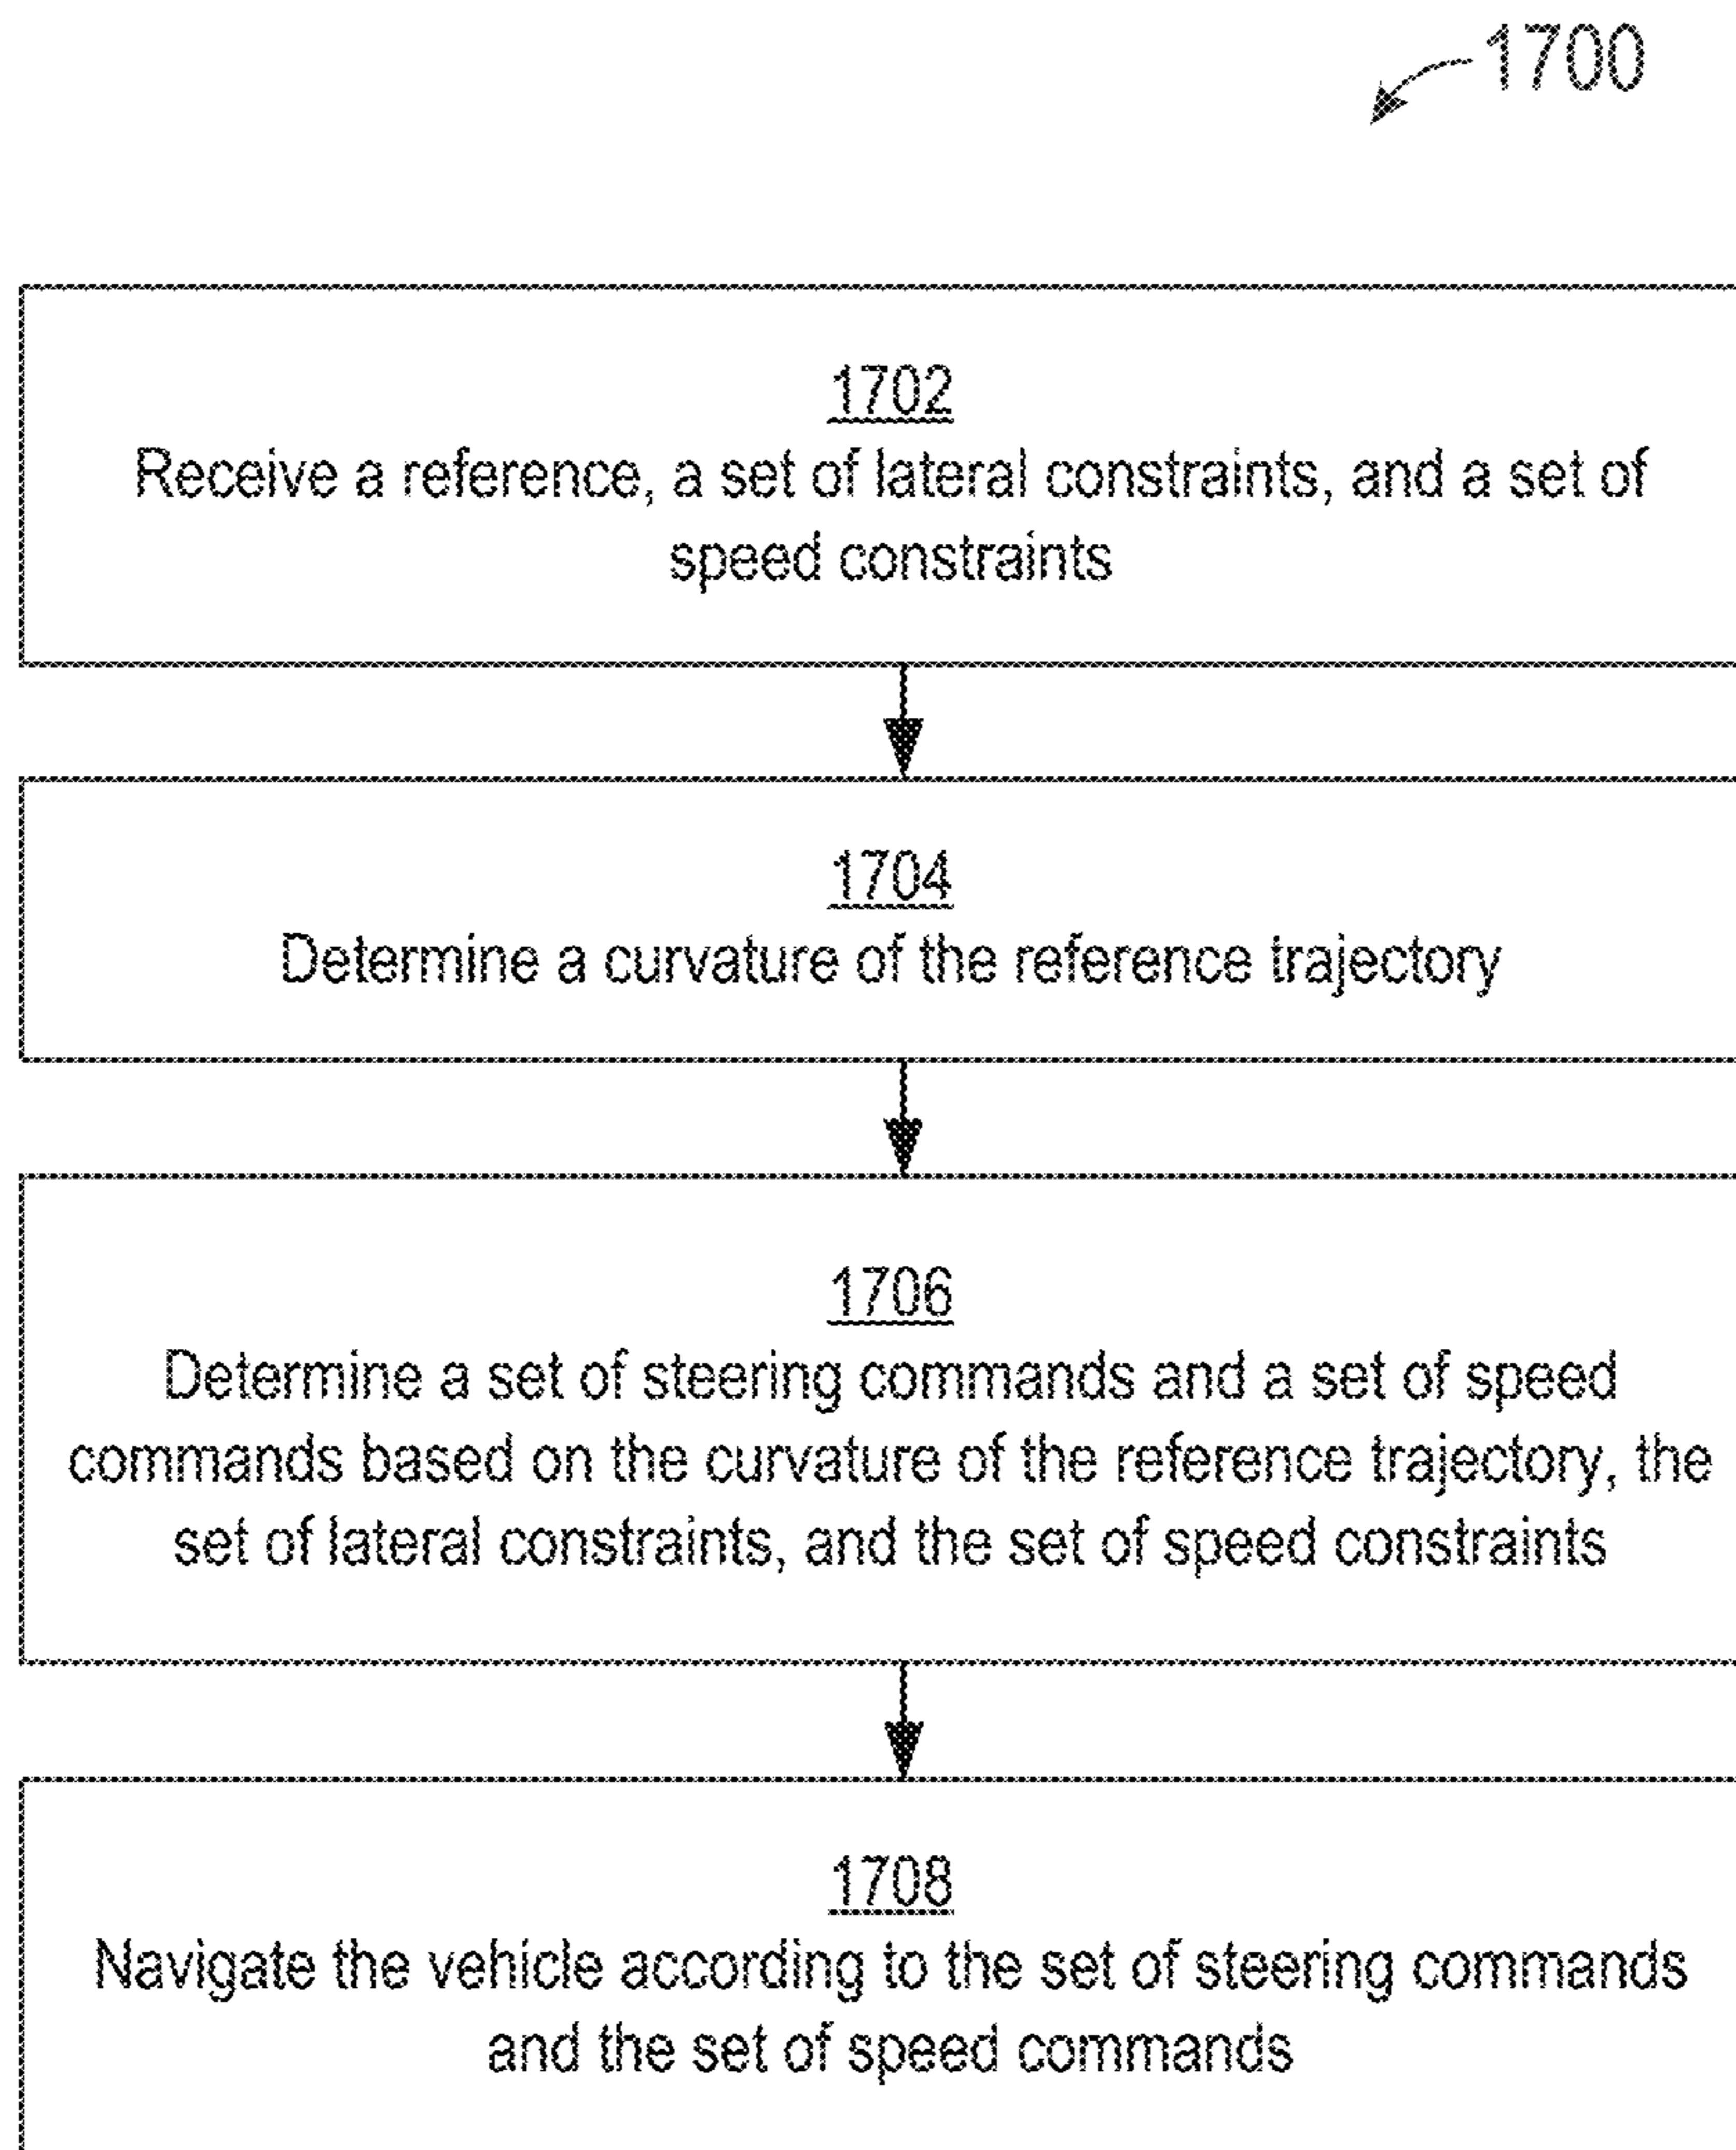 1700
1702
Receive a reference, a set of lateral constraints, and a set of
speed constraints
1704
Determine a curvature of the reference trajectory
1706
Determine a set of steering commands and a set of speed
commands based on the curvature of the reference trajectory, the
set of lateral constraints, and the set of speed constraints
1708
Navigate the vehicle according to the set of steering commands
and the set of speed commands